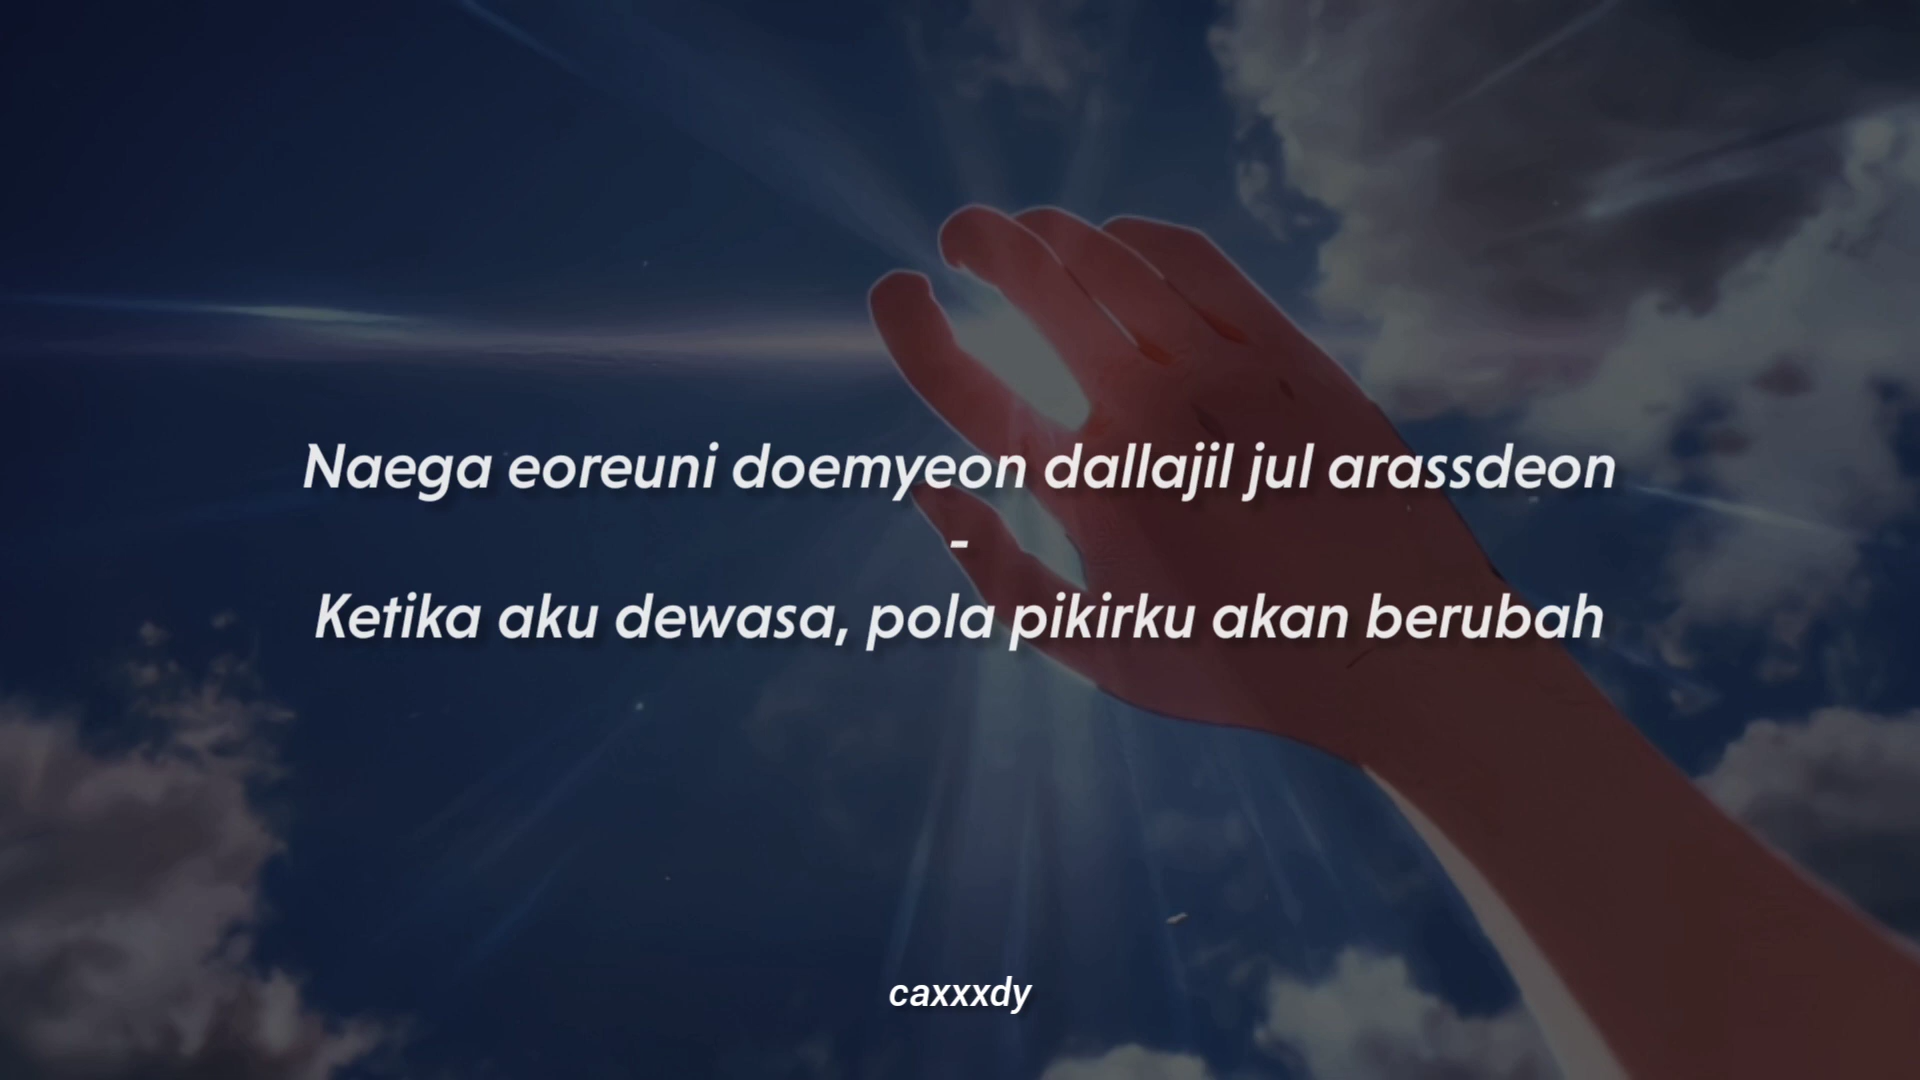 Naega eoreuni doemyeon dallajil jul arassdeon
-
Ketika aku dewasa, pola pikirku akan berubah
caxxxdy